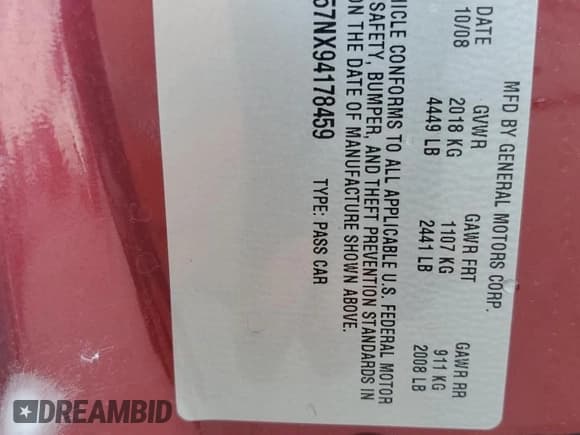 MFD BY GENERAL MOTORS CORP.
DATE GVWR GAWR FRT GAWR RR
10/08 2018 KG 1107 KG 911 KG
4449 LB 2441 LB 2008 LB
HICLE CONFORMS TO ALL APPLICABLE U.S. FEDERAL MOTOR
SAFETY, BUMPER, AND THEFT PREVENTION STANDARDS IN
ON THE DATE OF MANUFACTURE SHOWN ABOVE.
57NX94178459 TYPE: PASS CAR
DREAMBID